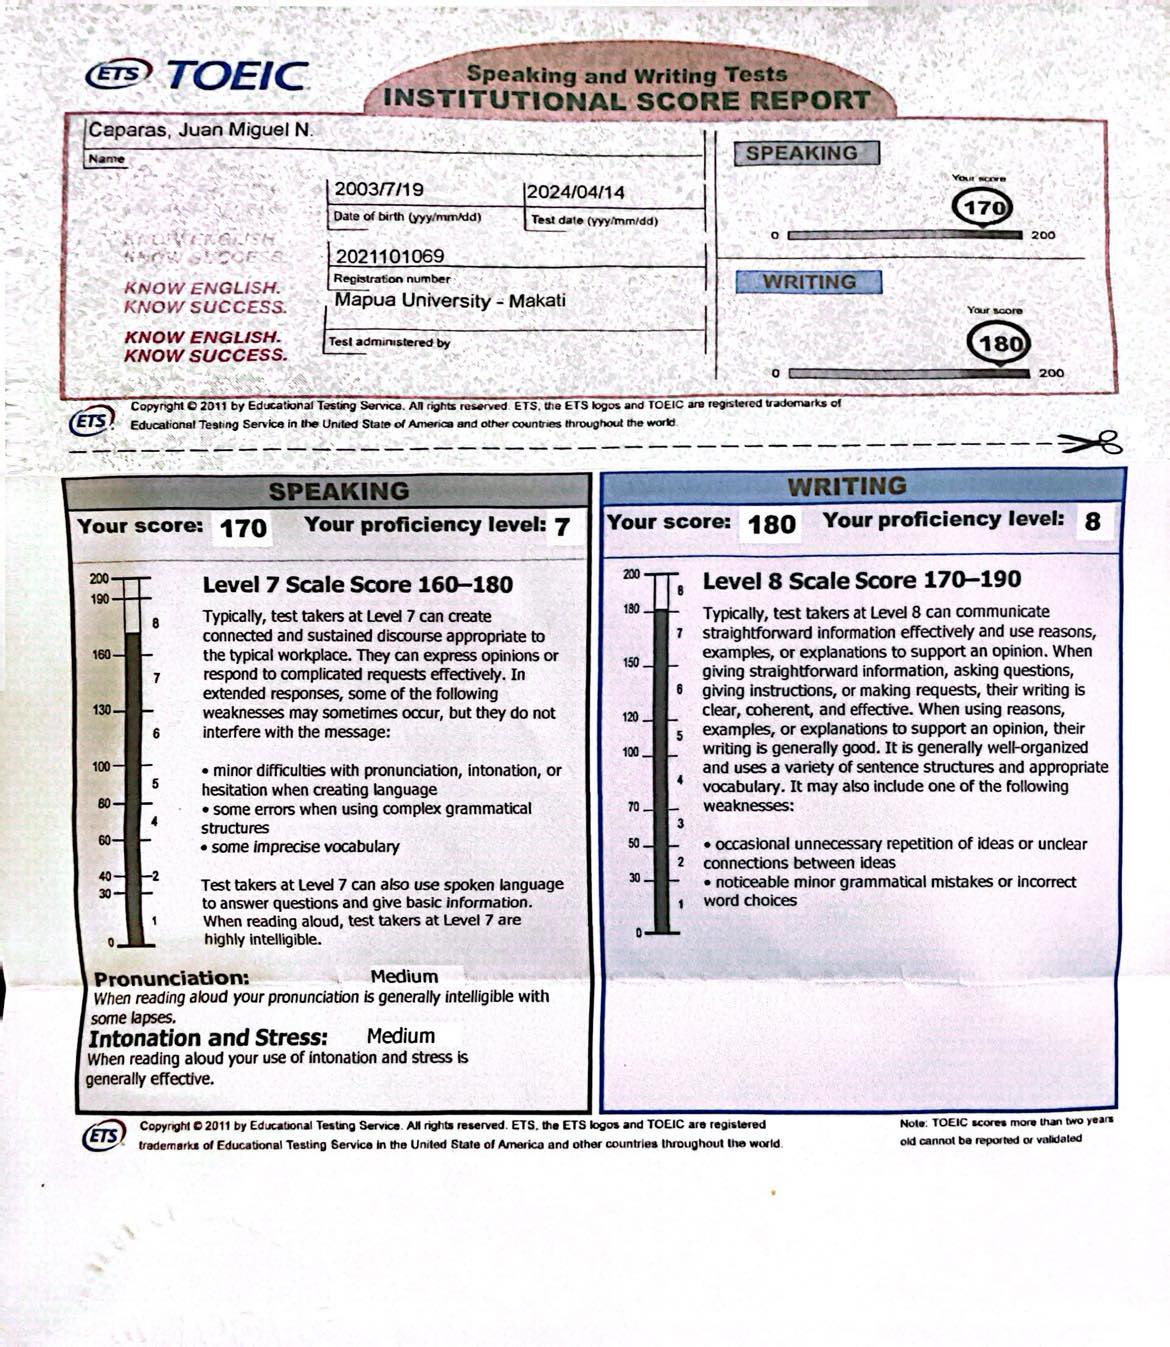 ETS TOEIC
Speaking and Writing Tests
INSTITUTIONAL SCORE REPORT
Caparas, Juan Miguel N.
Name
2003/7/19
Date of birth (yyy/mm/dd)
2024/04/14
Test date (yyy/mm/dd)
2021101069
Registration number
Mapua University - Makati
Test administered by
KNOW ENGLISH
KNOW SUCCESS.
KNOW ENGLISH.
KNOW SUCCESS.
KNOW ENGLISH.
KNOW SUCCESS.
SPEAKING
Your score
170
0 200
WRITING
Your score
180
0 200
ETS
Copyright © 2011 by Educational Testing Service. All rights reserved. ETS, the ETS logos and TOEIC are registered trademarks of
Educational Testing Service in the United State of America and other countries throughout the world.
SPEAKING
Your score: 170 Your proficiency level: 7
200
190
160
130
100
80
60
40
30
0
8
7
6
5
4
2
1
Level 7 Scale Score 160–180
Typically, test takers at Level 7 can create
connected and sustained discourse appropriate to
the typical workplace. They can express opinions or
respond to complicated requests effectively. In
extended responses, some of the following
weaknesses may sometimes occur, but they do not
interfere with the message:
• minor difficulties with pronunciation, intonation, or
hesitation when creating language
• some errors when using complex grammatical
structures
• some imprecise vocabulary
Test takers at Level 7 can also use spoken language
to answer questions and give basic information.
When reading aloud, test takers at Level 7 are
highly intelligible.
Pronunciation: Medium
When reading aloud your pronunciation is generally intelligible with
some lapses.
Intonation and Stress: Medium
When reading aloud your use of intonation and stress is
generally effective.
WRITING
Your score: 180 Your proficiency level: 8
200
180
150
120
100
70
50
30
0
8
7
6
5
4
3
2
1
Level 8 Scale Score 170–190
Typically, test takers at Level 8 can communicate
straightforward information effectively and use reasons,
examples, or explanations to support an opinion. When
giving straightforward information, asking questions,
giving instructions, or making requests, their writing is
clear, coherent, and effective. When using reasons,
examples, or explanations to support an opinion, their
writing is generally good. It is generally well-organized
and uses a variety of sentence structures and appropriate
vocabulary. It may also include one of the following
weaknesses:
• occasional unnecessary repetition of ideas or unclear
connections between ideas
• noticeable minor grammatical mistakes or incorrect
word choices
ETS
Copyright © 2011 by Educational Testing Service. All rights reserved. ETS, the ETS logos and TOEIC are registered
trademarks of Educational Testing Service in the United State of America and other countries throughout the world.
Note: TOEIC scores more than two years
old cannot be reported or validated